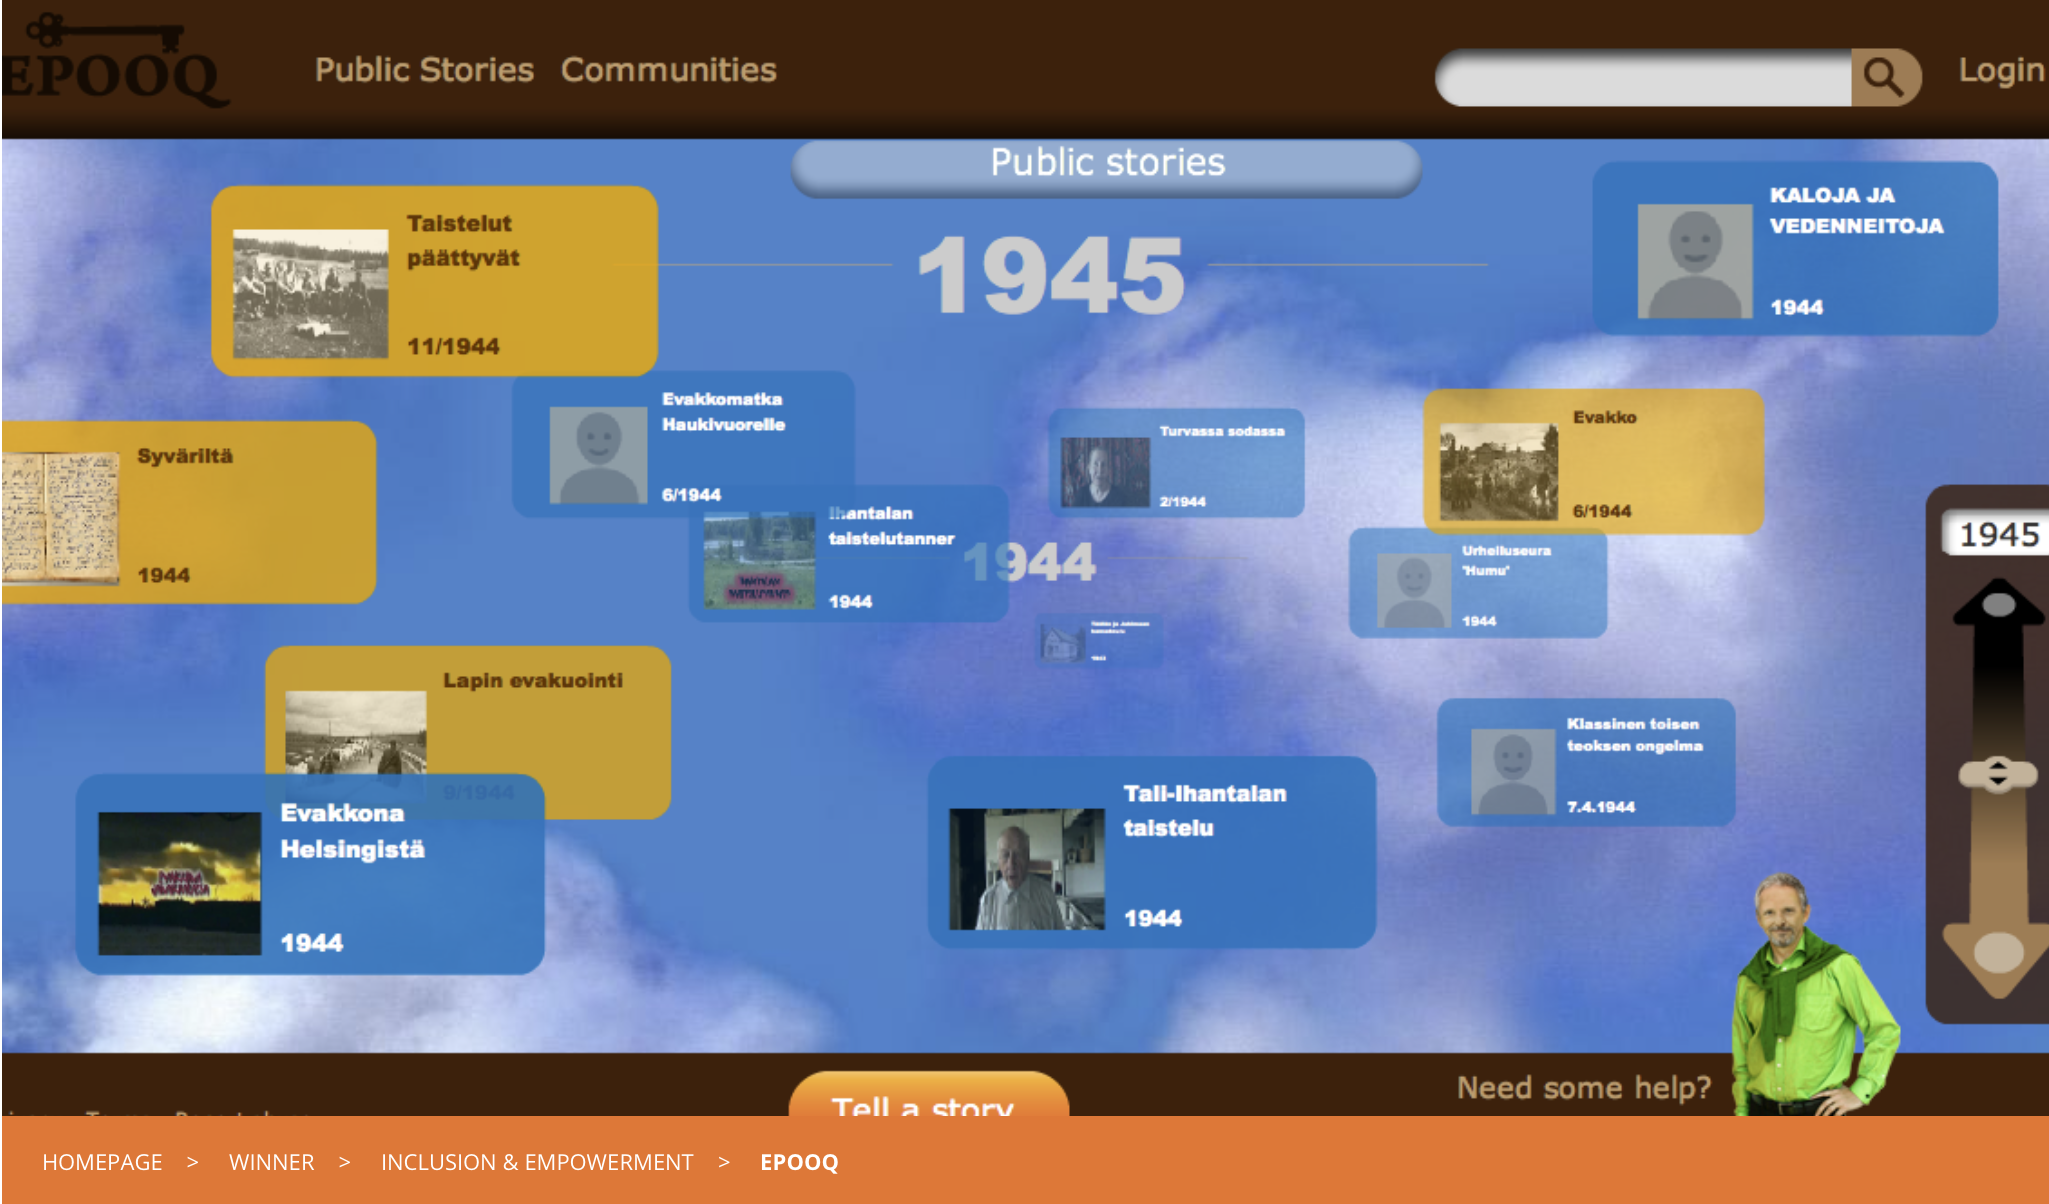 EPOOQ
Public Stories
Communities
Login
Public stories
Taistelut
päättyvät
11/1944
1945
KALOJA JA
VEDENNEITOJA
1944
Evakkomatka
Haukivuorelle
6/1944
Turvassa sodassa
2/1944
Evakko
6/1944
Syväriltä
1944
Ihantalan
taistelutanner
1944
1944
Urheiluseura
'Humu'
1944
1945
Lapin evakuointi
9/1944
Klassinen toisen
teoksen ongelma
7.4.1944
Evakkona
Helsingistä
1944
Tali-Ihantalan
taistelu
1944
Need some help?
Tell a story
HOMEPAGE > WINNER > INCLUSION & EMPOWERMENT > EPOOQ